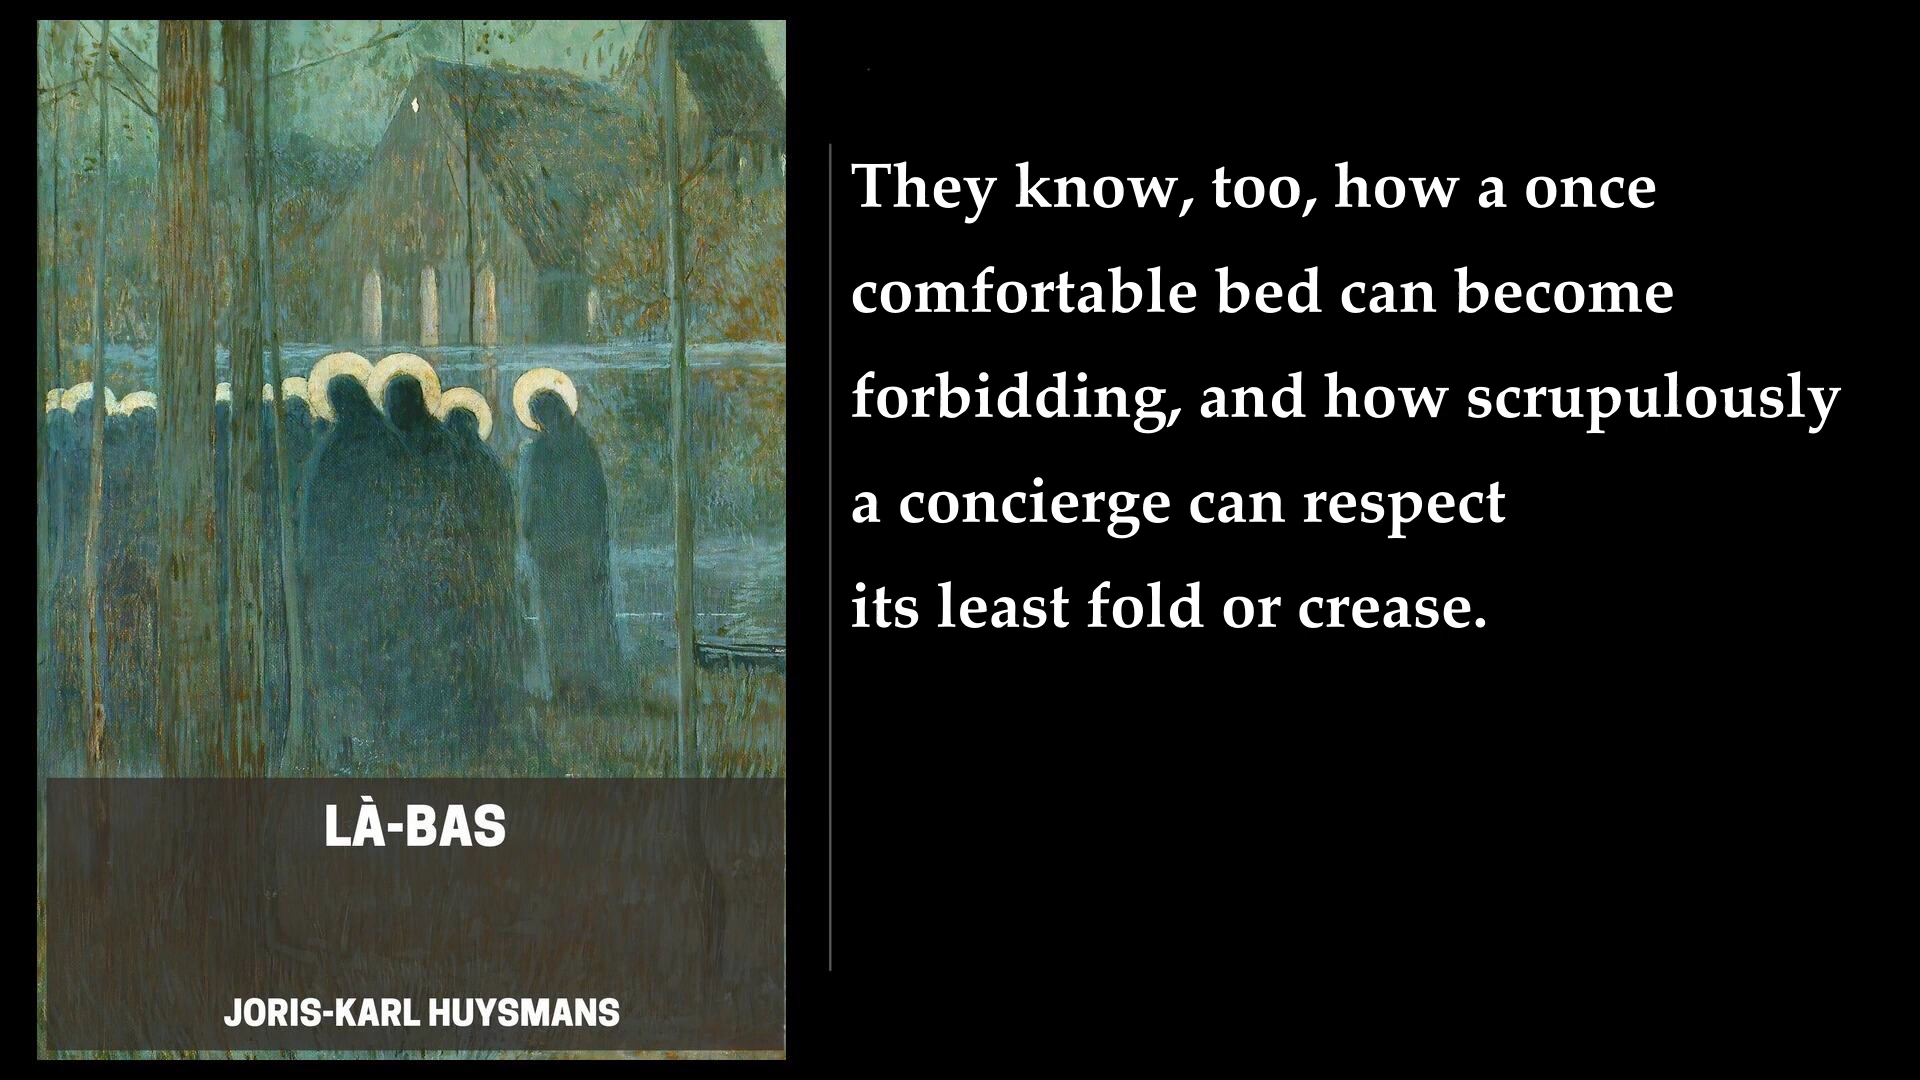 LÀ-BAS
JORIS-KARL HUYSMANS
They know, too, how a once
comfortable bed can become
forbidding, and how scrupulously
a concierge can respect
its least fold or crease.